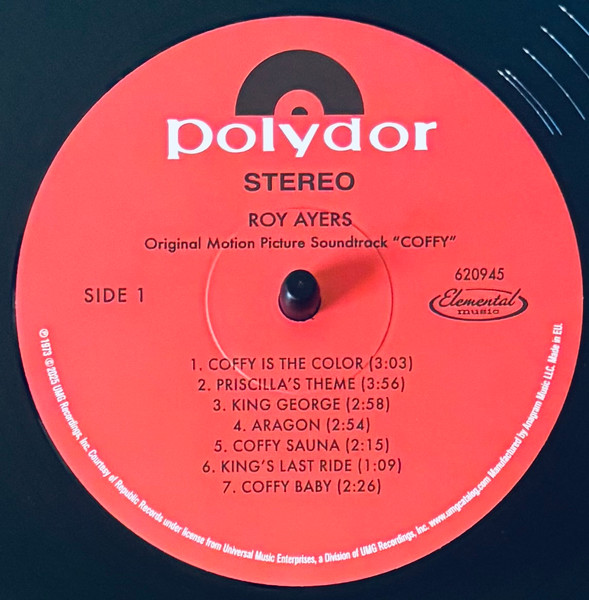 polydor
STEREO
ROY AYERS
Original Motion Picture Soundtrack “COFFY”
620945
SIDE 1
Elemental
music
1. COFFY IS THE COLOR (3:03)
2. PRISCILLA'S THEME (3:56)
3. KING GEORGE (2:58)
4. ARAGON (2:54)
5. COFFY SAUNA (2:15)
6. KING'S LAST RIDE (1:09)
7. COFFY BABY (2:26)
℗ 1973 © 2025 UMG Recordings, Inc. Courtesy of Republic Records under license from Universal Music Enterprises, a Division of UMG Recordings, Inc. www.umgcatalog.com Manufactured by Anagram Music LLC. Made in EU.